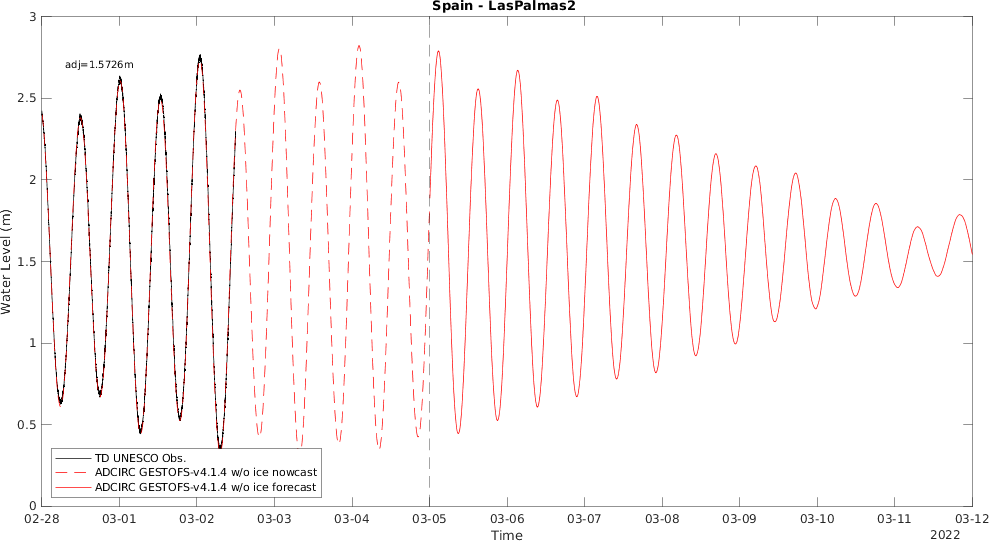 Spain - LasPalmas2
adj=1.5726m
3
2.5
2
1.5
1
0.5
0
Water Level (m)
TD UNESCO Obs.
ADCIRC GESTOFS-v4.1.4 w/o ice nowcast
ADCIRC GESTOFS-v4.1.4 w/o ice forecast
02-28 03-01 03-02 03-03 03-04 03-05 03-06 03-07 03-08 03-09 03-10 03-11 03-12
Time
2022